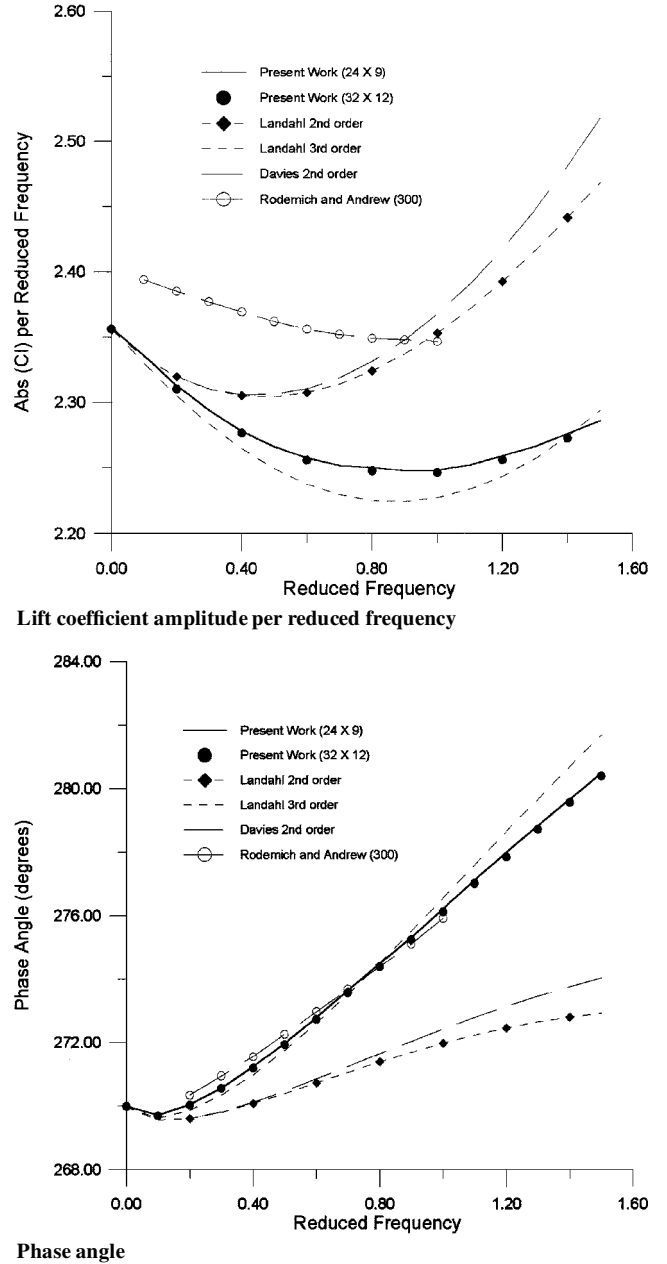 2.60
2.50
2.40
2.30
2.20
Abs (Cl) per Reduced Frequency
Present Work (24 X 9)
Present Work (32 X 12)
Landahl 2nd order
Landahl 3rd order
Davies 2nd order
Rodemich and Andrew (300)
0.00 0.40 0.80 1.20 1.60
Reduced Frequency
Lift coefficient amplitude per reduced frequency
284.00
280.00
276.00
272.00
268.00
Phase Angle (degrees)
Present Work (24 X 9)
Present Work (32 X 12)
Landahl 2nd order
Landahl 3rd order
Davies 2nd order
Rodemich and Andrew (300)
0.00 0.40 0.80 1.20 1.60
Reduced Frequency
Phase angle